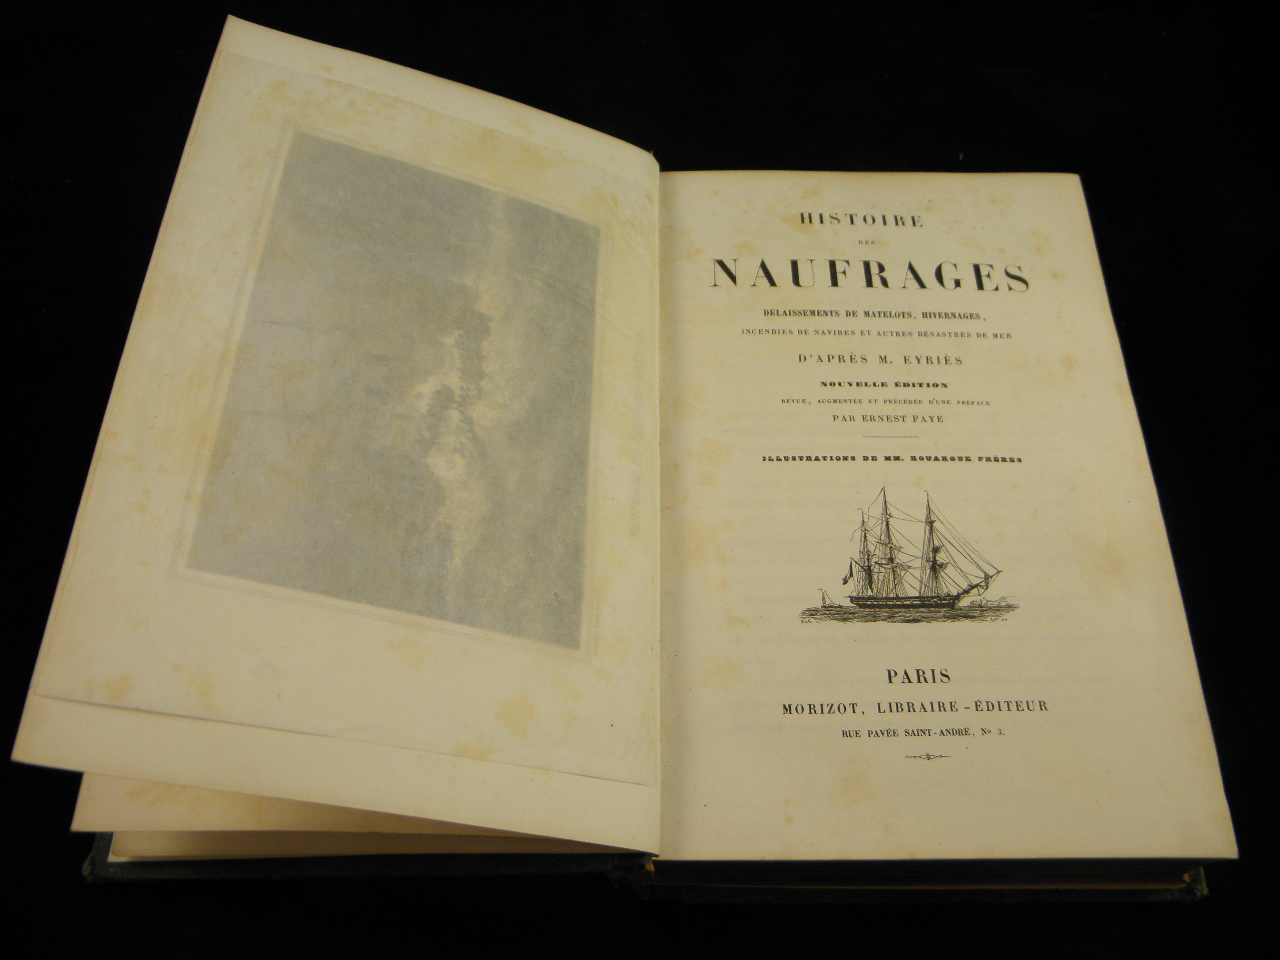 HISTOIRE
DES
NAUFRAGES
DELAISSEMENTS DE MATELOTS, HIVERNAGES,
INCENDIES DE NAVIRES ET AUTRES DÉSASTRES DE MER
D'APRÈS M. EYRIÈS
NOUVELLE ÉDITION
REVUE, AUGMENTÉE ET PRÉCÉDÉE D'UNE PRÉFACE
PAR ERNEST FAYE
ILLUSTRATIONS DE MM. ROUARGUE FRÈRES
PARIS
MORIZOT, LIBRAIRE-ÉDITEUR
RUE PAVÉE SAINT-ANDRÉ, No 3.